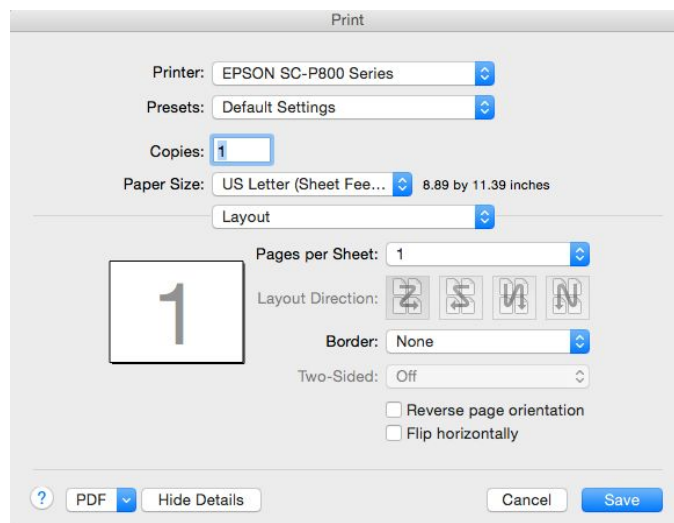 Print
Printer: EPSON SC-P800 Series
Presets: Default Settings
Copies: 1
Paper Size: US Letter (Sheet Fee... 8.89 by 11.39 inches
Layout
Pages per Sheet: 1
1
Layout Direction:
Border: None
Two-Sided: Off
Reverse page orientation
Flip horizontally
? PDF Hide Details Cancel Save